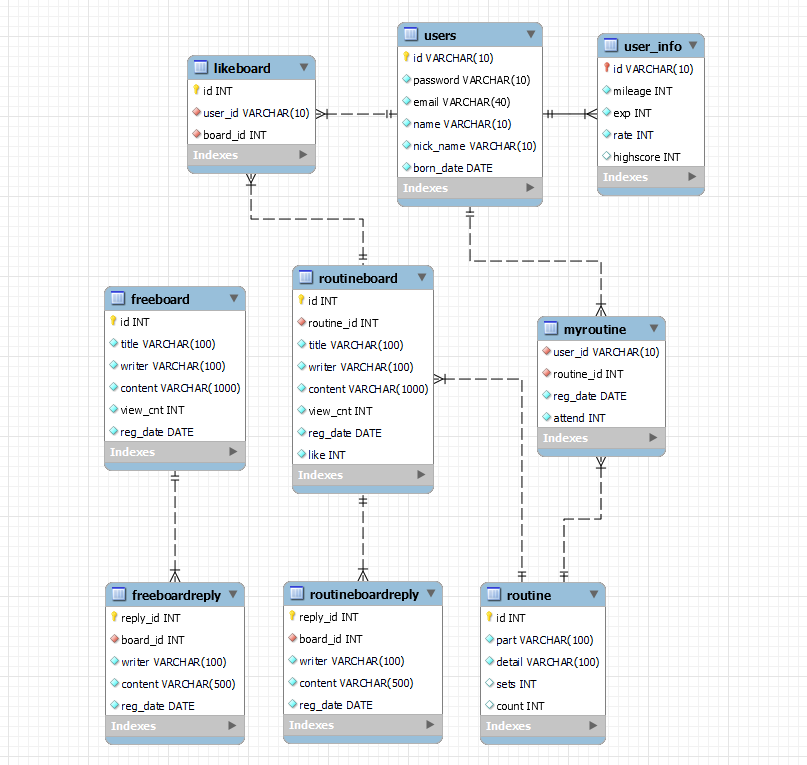 users
id VARCHAR(10)
password VARCHAR(10)
email VARCHAR(40)
name VARCHAR(10)
nick_name VARCHAR(10)
born_date DATE
Indexes
user_info
id VARCHAR(10)
mileage INT
exp INT
rate INT
highscore INT
Indexes
likeboard
id INT
user_id VARCHAR(10)
board_id INT
Indexes
routineboard
id INT
routine_id INT
title VARCHAR(100)
writer VARCHAR(100)
content VARCHAR(1000)
view_cnt INT
reg_date DATE
like INT
Indexes
freeboard
id INT
title VARCHAR(100)
writer VARCHAR(100)
content VARCHAR(1000)
view_cnt INT
reg_date DATE
Indexes
myroutine
user_id VARCHAR(10)
routine_id INT
reg_date DATE
attend INT
Indexes
freeboardreply
reply_id INT
board_id INT
writer VARCHAR(100)
content VARCHAR(500)
reg_date DATE
Indexes
routineboardreply
reply_id INT
board_id INT
writer VARCHAR(100)
content VARCHAR(500)
reg_date DATE
Indexes
routine
id INT
part VARCHAR(100)
detail VARCHAR(100)
sets INT
count INT
Indexes